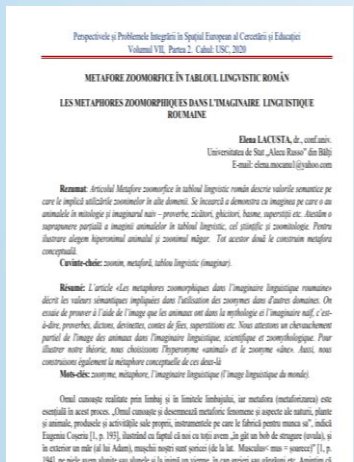 Perspectivele și Problemele Integrării în Spațiul European al Cercetării și Educației
Volumul VII, Partea 2. Cahul: USC, 2020
METAFORE ZOOMORFICE ÎN TABLOUL LINGVISTIC ROMÂN
LES METAPHORES ZOOMORPHIQUES DANS L'IMAGINAIRE LINGUISTIQUE
ROUMAINE
Elena LACUSTA, dr., conf.univ.
Universitatea de Stat „Alecu Russo” din Bălți
E-mail: elena.mocanu1@yahoo.com
Rezumat: Articolul Metafore zoomorfice în tabloul lingvistic român descrie valorile semantice pe
care le implică utilizările zoonimelor în alte domenii. Se încearcă a demonstra cu imaginea pe care o au
animalele în mitologie și imaginarul naiv – proverbe, zicători, ghicitori, basme, superstiții etc. Atestăm o
suprapunere parțială a imaginii animalelor în tabloul lingvistic, cel științific și zoomitologic. Pentru
ilustrare alegem hiperonimul animalul și zoonimul măgar. Tot acestor două le construim metafora
conceptuală.
Cuvinte-cheie: zoonim, metaforă, tablou lingvistic (imaginar).
Résumé: L'article «Les metaphores zoomorphiques dans l'imaginaire linguistique roumaine»
décrit les valeurs sémantiques impliquées dans l'utilisation des zoonymes dans d'autres domaines. On
essaie de prouver à l'aide de l'image que les animaux ont dans la mythologie ei l'imaginaire naïf, c'est-
à-dire, proverbes, dictons, devinettes, contes de fées, superstitions etc. Nous attestons un chevauchement
partiel de l'image des animaux dans l'imaginaire linguistique, scientifique et zoomythologique. Pour
illustrer notre théorie, nous choisissons l'hyperonyme «animal» et le zoonyme «âne». Aussi, nous
construisons également la métaphore conceptuelle de ces deux-là.
Mots-clés: zoonyme, métaphore, l'imaginaire linguistique (l'image linguistique du monde).
Omul cunoaște realitate prin limbaj și în limitele limbajului, iar metafora (metaforizarea) este
esențială în acest proces. „Omul cunoaște și desemnează metaforic fenomene și aspecte ale naturii, plante
și animale, produsele și activitățile sale proprii, instrumentele pe care le fabrică pentru munca sa”, indică
Eugeniu Coșeriu [1, p. 193], ilustrând cu faptul că noi cu toții avem „în gât un bob de strugure (uvula), și
în exterior un măr (al lui Adam), mușchii noștri sunt șoricei (de la lat. Musculus< mus = șoarece)” [1, p.